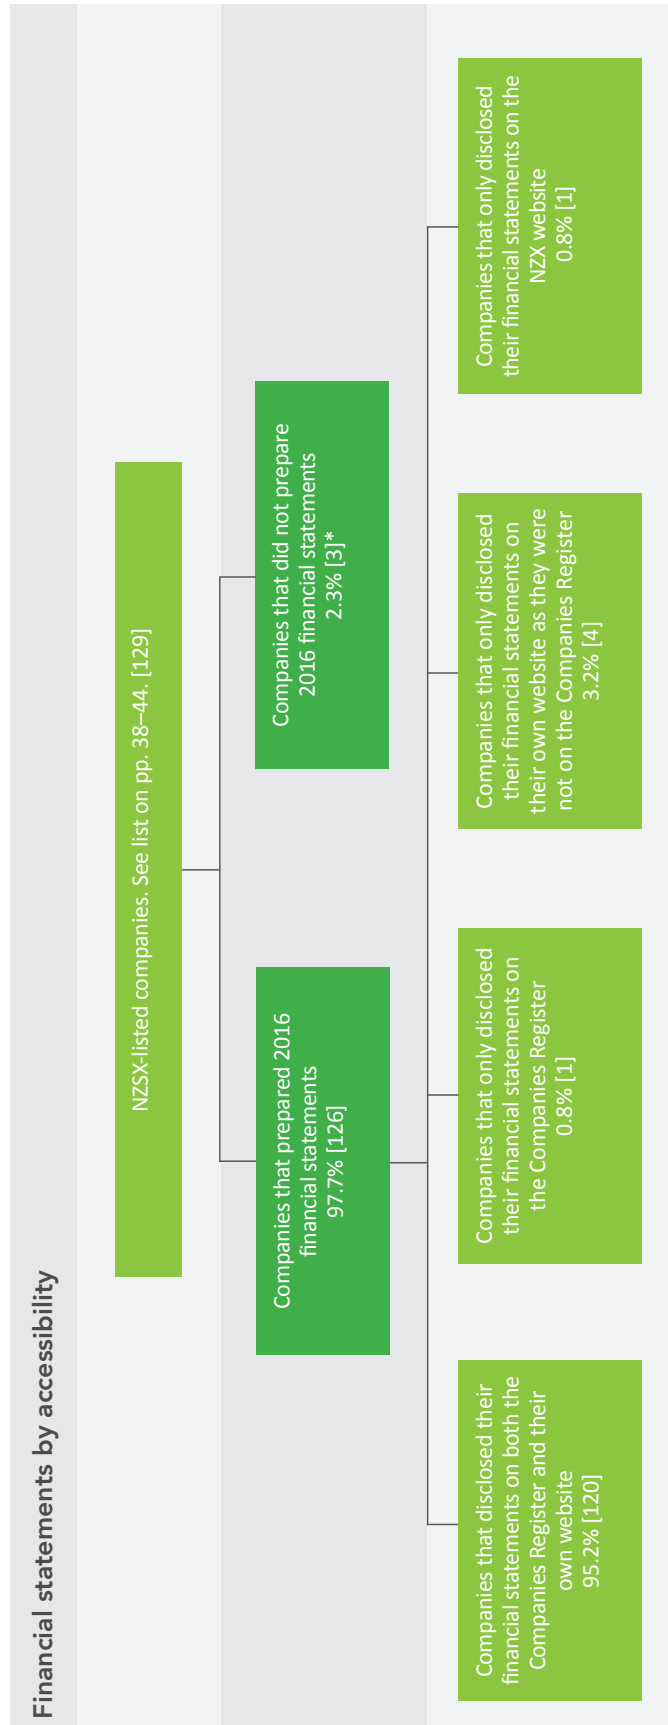 Financial statements by accessibility
NZSX-listed companies. See list on pp. 38–44. [129]
Companies that prepared 2016
financial statements
97.7% [126]
Companies that did not prepare
2016 financial statements
2.3% [3]*
Companies that disclosed their
financial statements on both the
Companies Register and their
own website
95.2% [120]
Companies that only disclosed
their financial statements on
the Companies Register
0.8% [1]
Companies that only disclosed
their financial statements on
their own website as they were
not on the Companies Register
3.2% [4]
Companies that only disclosed
their financial statements on the
NZX website
0.8% [1]